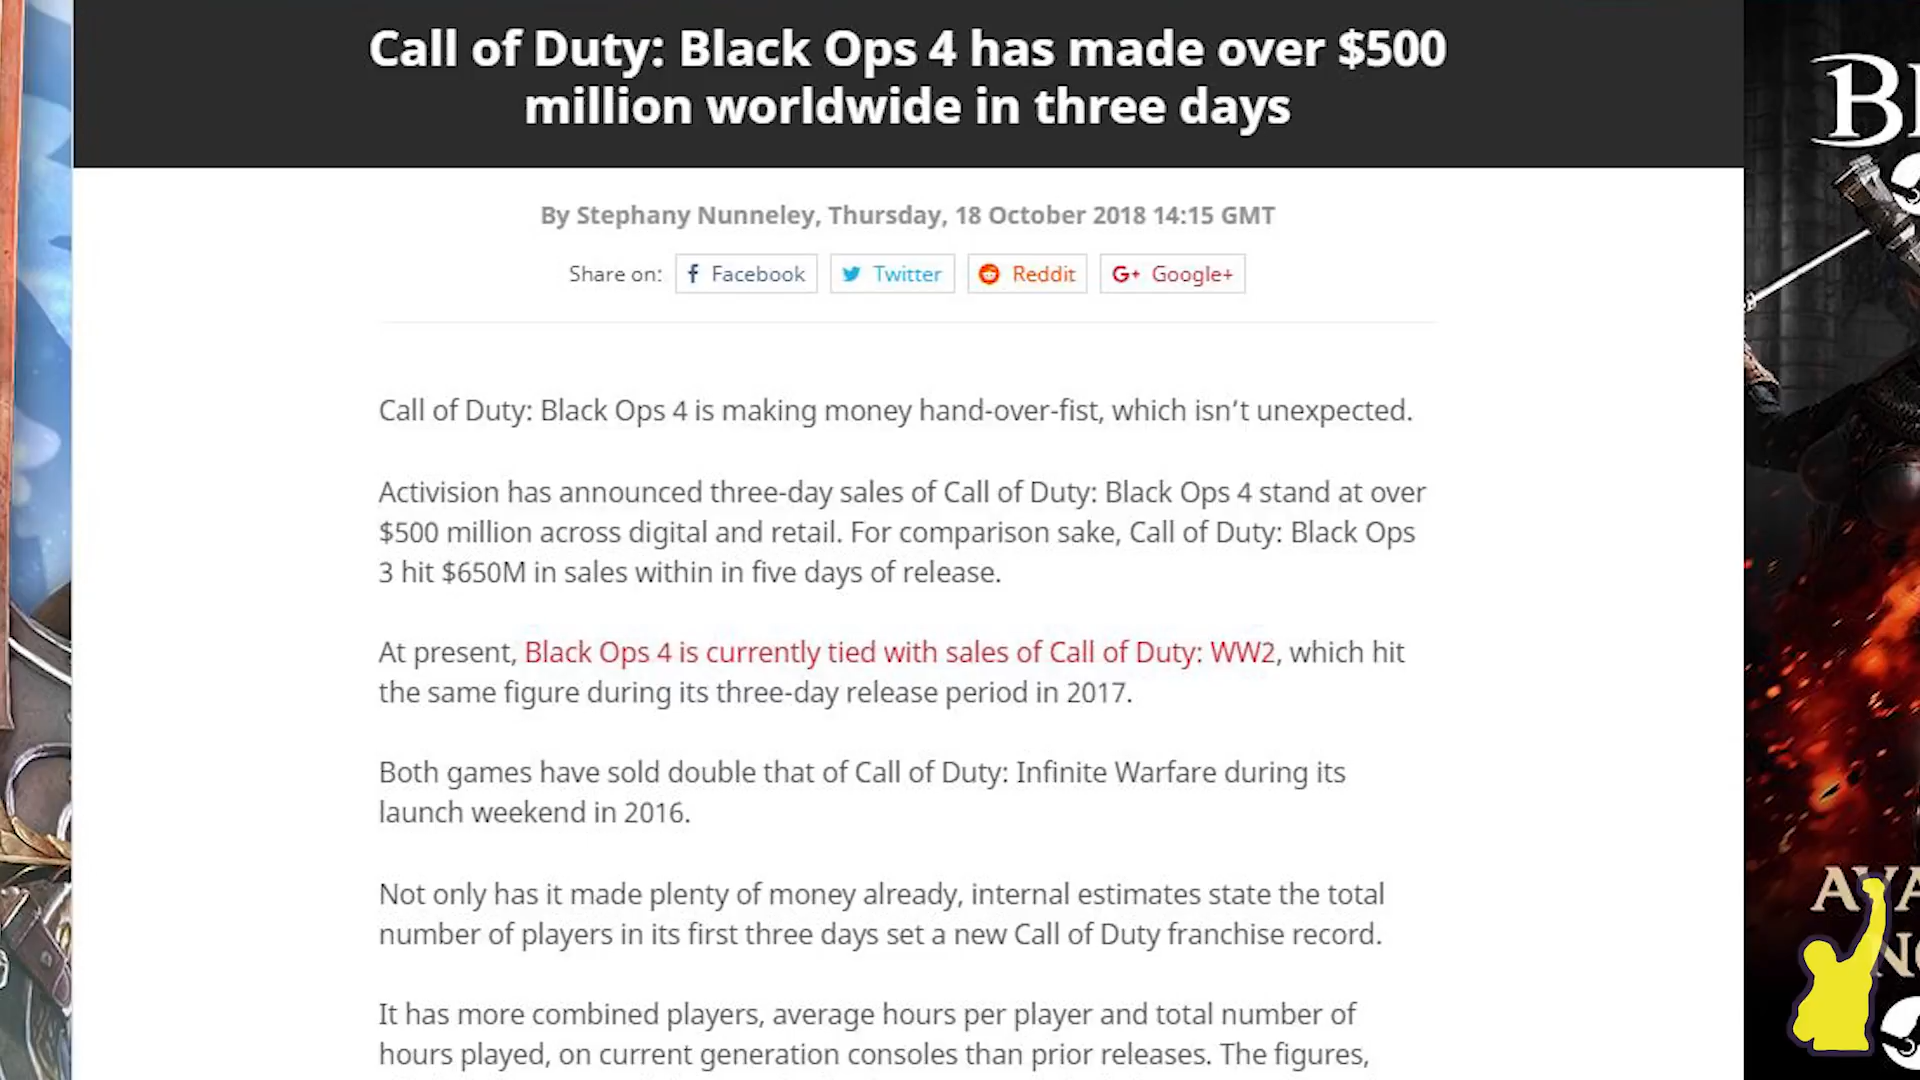 Call of Duty: Black Ops 4 has made over $500
million worldwide in three days
By Stephany Nunneley, Thursday, 18 October 2018 14:15 GMT
Share on: Facebook Twitter Reddit G+ Google+
Call of Duty: Black Ops 4 is making money hand-over-fist, which isn’t unexpected.
Activision has announced three-day sales of Call of Duty: Black Ops 4 stand at over
$500 million across digital and retail. For comparison sake, Call of Duty: Black Ops
3 hit $650M in sales within in five days of release.
At present, Black Ops 4 is currently tied with sales of Call of Duty: WW2, which hit
the same figure during its three-day release period in 2017.
Both games have sold double that of Call of Duty: Infinite Warfare during its
launch weekend in 2016.
Not only has it made plenty of money already, internal estimates state the total
number of players in its first three days set a new Call of Duty franchise record.
It has more combined players, average hours per player and total number of
hours played, on current generation consoles than prior releases. The figures,